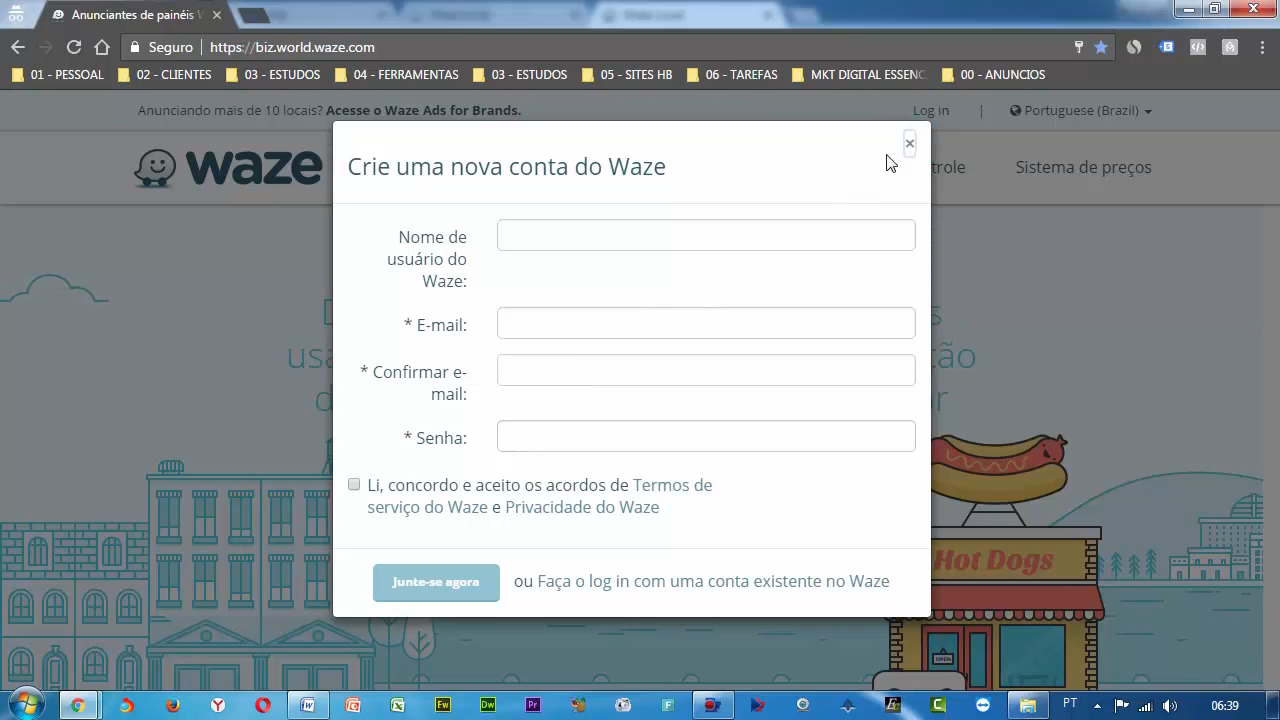 Anunciantes de painéis W
Seguro
https://biz.world.waze.com
01 - PESSOAL
02 - CLIENTES
03 - ESTUDOS
04 - FERRAMENTAS
03 - ESTUDOS
05 - SITES HB
06 - TAREFAS
MKT DIGITAL ESSENC
00 - ANUNCIOS
Anunciando mais de 10 locais? Acesse o Waze Ads for Brands.
Log in
|
Portuguese (Brazil)
waze
trole
Sistema de preços
Crie uma nova conta do Waze
×
Nome de
usuário do
Waze:
* E-mail:
* Confirmar e-
mail:
* Senha:
Li, concordo e aceito os acordos de Termos de
serviço do Waze e Privacidade do Waze
Junte-se agora
ou Faça o log in com uma conta existente no Waze
usa
ção
Hot Dogs
OPEN
Fw
Dw
Pr
PT
06:39